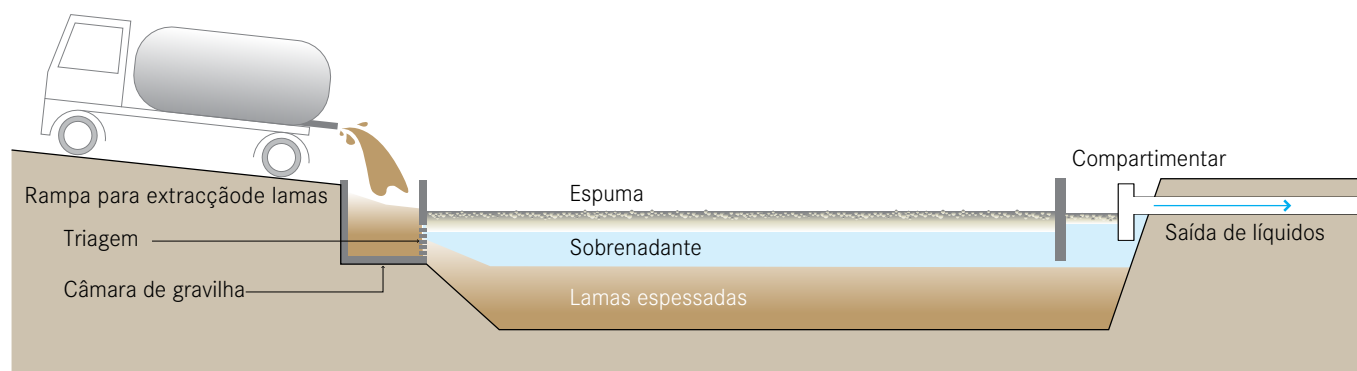 Compartimentar
Rampa para extracçãode lamas
Espuma
Triagem
Sobrenadante
Saída de líquidos
Câmara de gravilha
Lamas espessadas